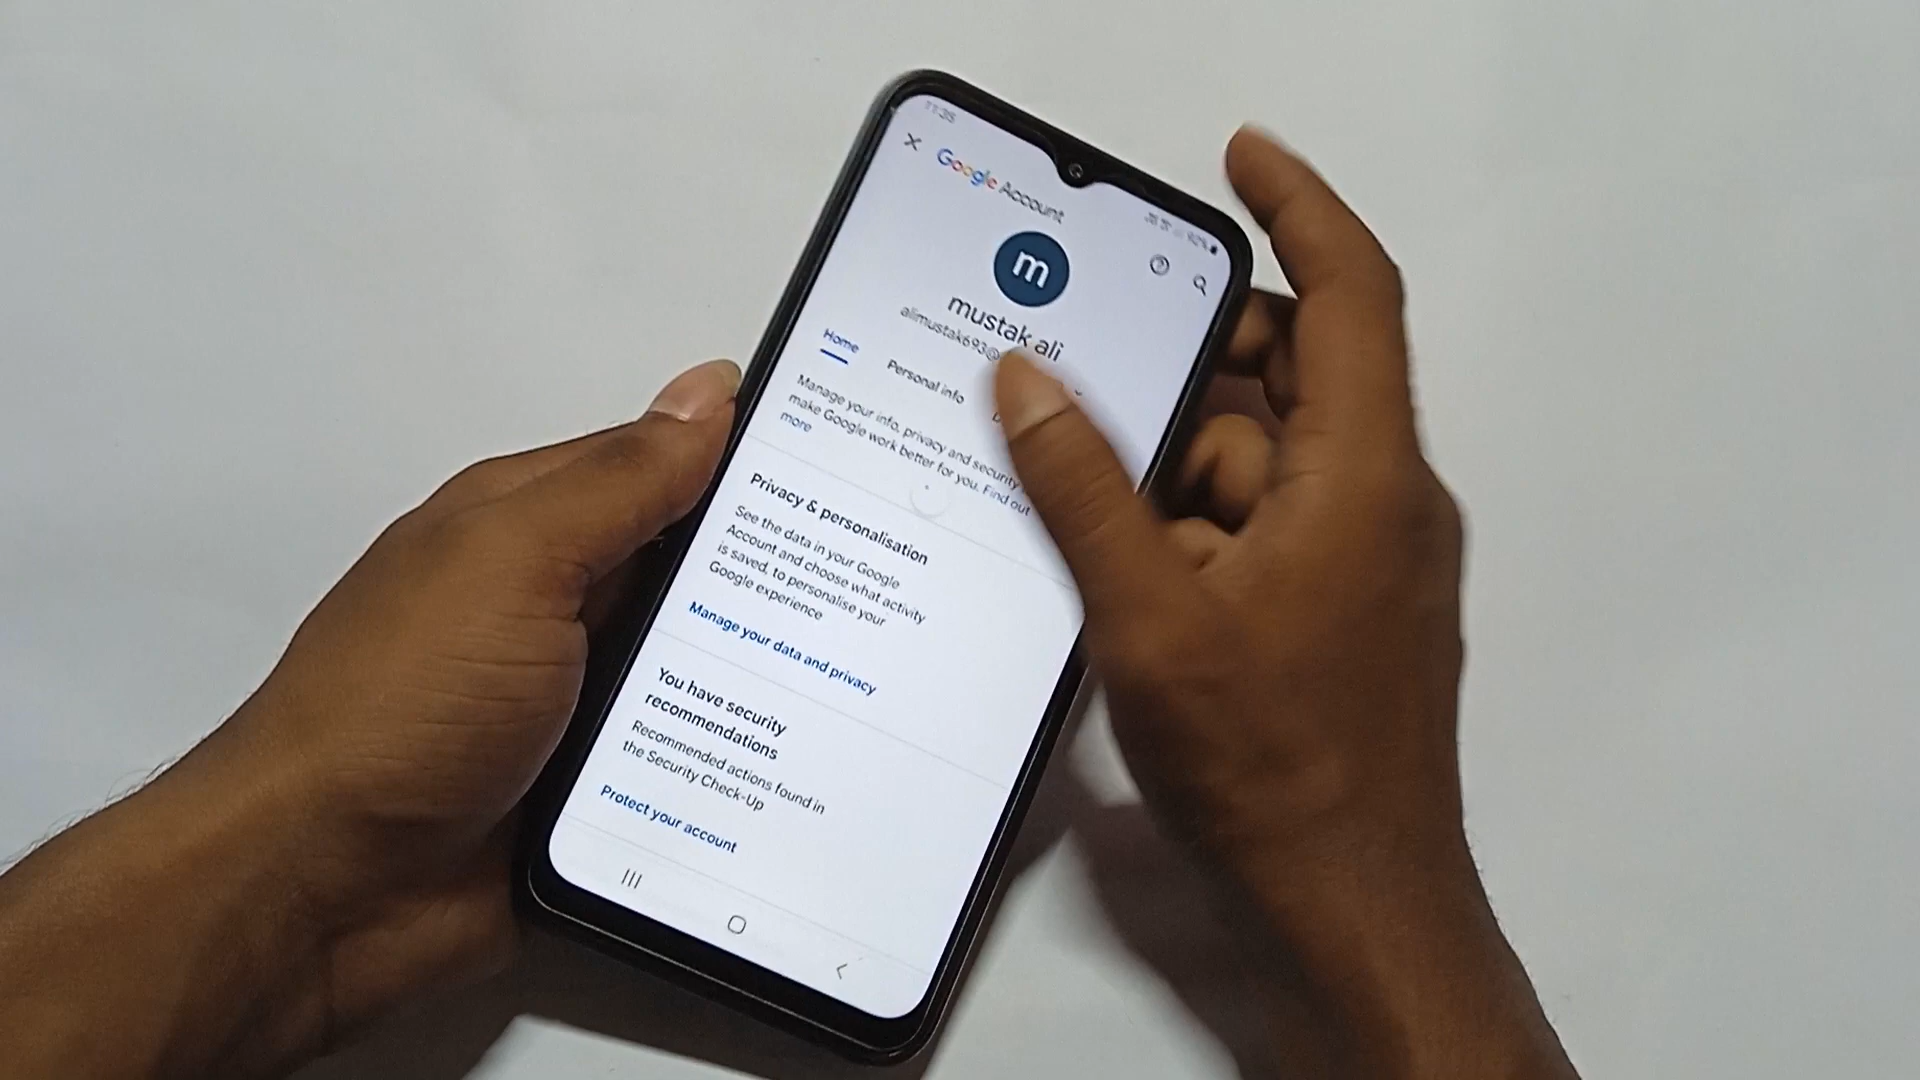 11:35
Google Account
m
mustak ali
alimustak693@
Home
Personal info
Manage your info, privacy and security
make Google work better for you. Find out
more
Privacy & personalisation
See the data in your Google
Account and choose what activity
is saved, to personalise your
Google experience
Manage your data and privacy
You have security
recommendations
Recommended actions found in
the Security Check-Up
Protect your account